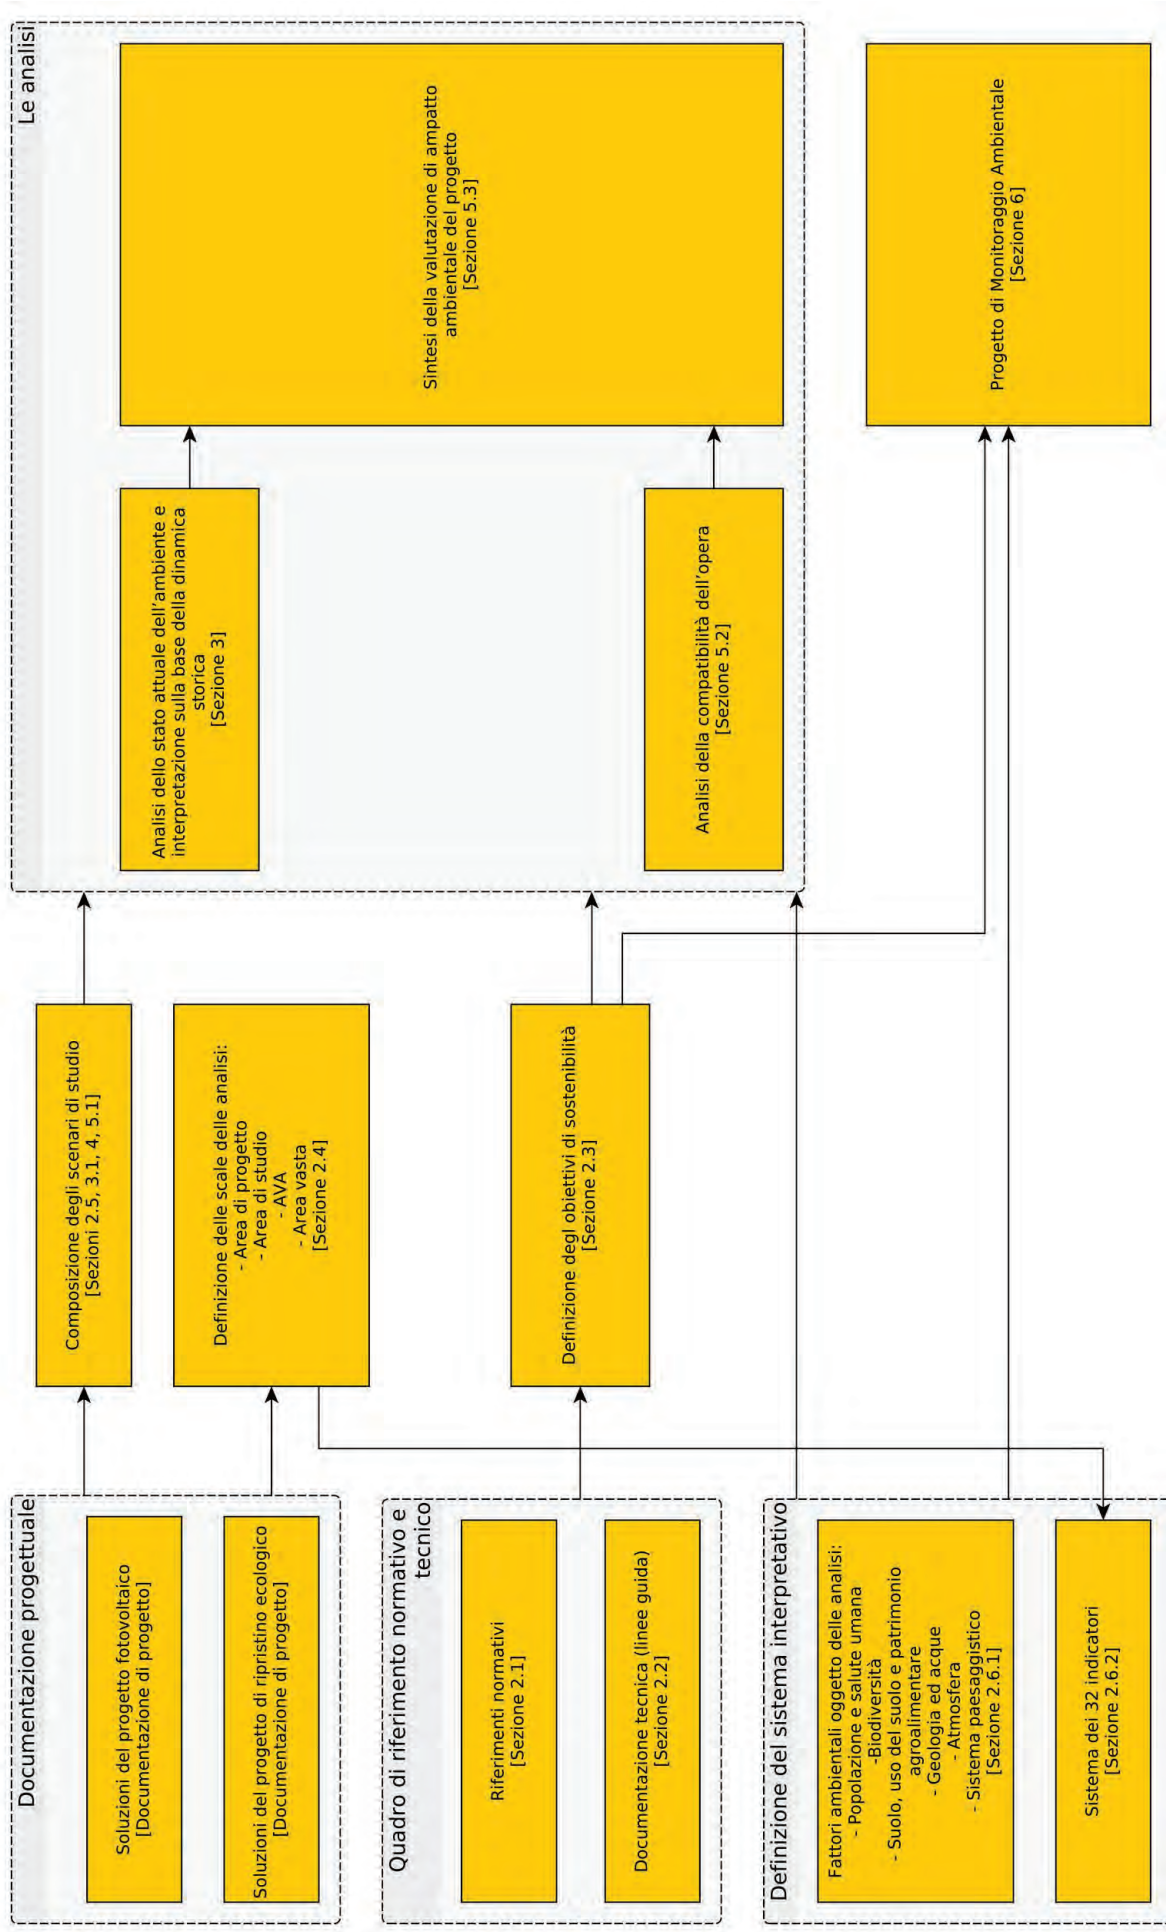 Documentazione progettuale
Soluzioni del progetto fotovoltaico
[Documentazione di progetto]
Soluzioni del progetto di ripristino ecologico
[Documentazione di progetto]
Quadro di riferimento normativo e
tecnico
Riferimenti normativi
[Sezione 2.1]
Documentazione tecnica (linee guida)
[Sezione 2.2]
Definizione del sistema interpretativo
Fattori ambientali oggetto delle analisi:
- Popolazione e salute umana
-Biodiversità
- Suolo, uso del suolo e patrimonio
agroalimentare
- Geologia ed acque
- Atmosfera
- Sistema paesaggistico
[Sezione 2.6.1]
Sistema dei 32 indicatori
[Sezione 2.6.2]
Composizione degli scenari di studio
[Sezioni 2.5, 3.1, 4, 5.1]
Definizione delle scale delle analisi:
- Area di progetto
- Area di studio
- AVA
- Area vasta
[Sezione 2.4]
Definizione degl obiettivi di sostenibilità
[Sezione 2.3]
Le analisi
Analisi dello stato attuale dell'ambiente e
interpretazione sulla base della dinamica
storica
[Sezione 3]
Analisi della compatibilità dell'opera
[Sezione 5.2]
Sintesi della valutazione di ampatto
ambientale del progetto
[Sezione 5.3]
Progetto di Monitoraggio Ambientale
[Sezione 6]